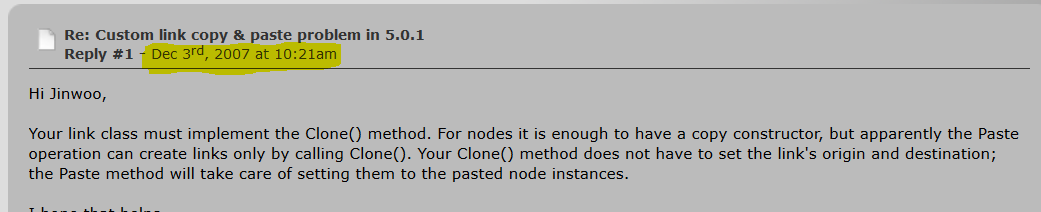 Re: Custom link copy & paste problem in 5.0.1
Reply #1 - Dec 3rd, 2007 at 10:21am
Hi Jinwoo,
Your link class must implement the Clone() method. For nodes it is enough to have a copy constructor, but apparently the Paste
operation can create links only by calling Clone(). Your Clone() method does not have to set the link's origin and destination;
the Paste method will take care of setting them to the pasted node instances.
I hope that helps